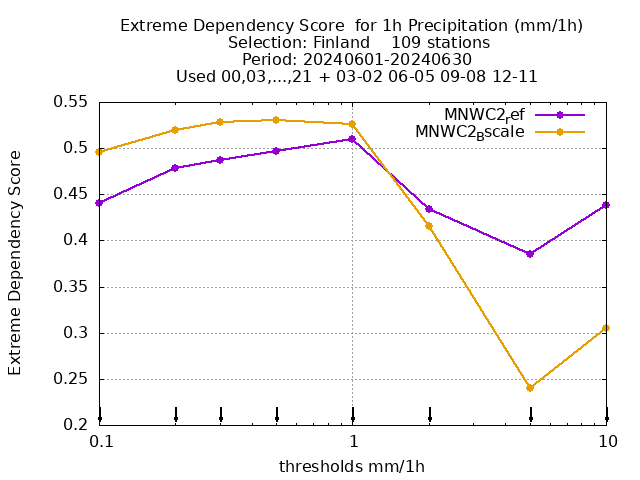 Extreme Dependency Score  for 1h Precipitation (mm/1h)
Selection: Finland    109 stations
Period: 20240601-20240630
Used 00,03,...,21 + 03-02 06-05 09-08 12-11
MNWC2_ref
MNWC2_Bscale
Extreme Dependency Score
0.55
0.5
0.45
0.4
0.35
0.3
0.25
0.2
0.1
1
10
thresholds mm/1h